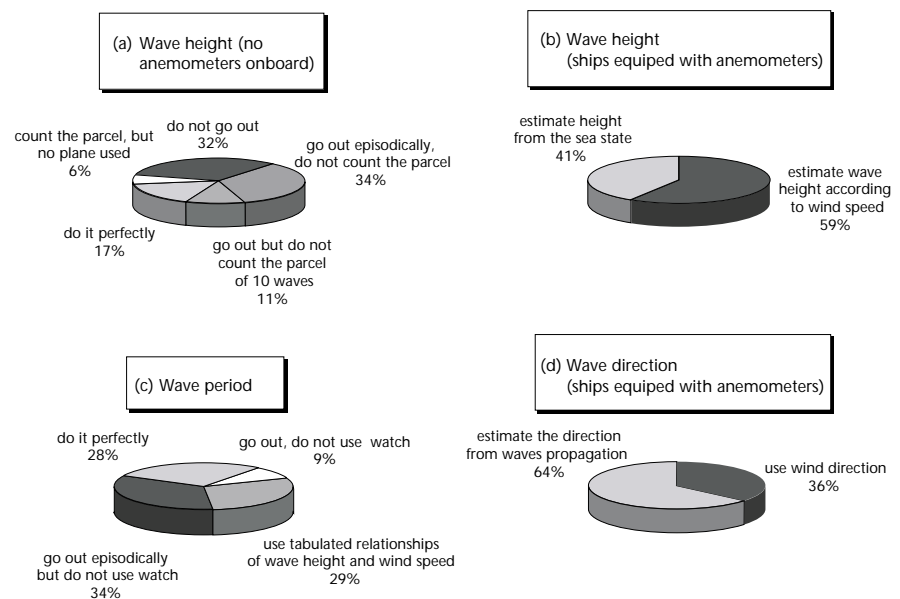 (a) Wave height (no
anemometers onboard)
do not go out
32%
count the parcel, but
no plane used
6%
go out episodically,
do not count the parcel
34%
do it perfectly
17%
go out but do not
count the parcel
of 10 waves
11%
(b) Wave height
(ships equiped with anemometers)
estimate height
from the sea state
41%
estimate wave
height according
to wind speed
59%
(c) Wave period
do it perfectly
28%
go out, do not use watch
9%
go out episodically
but do not use watch
34%
use tabulated relationships
of wave height and wind speed
29%
(d) Wave direction
(ships equiped with anemometers)
estimate the direction
from waves propagation
64%
use wind direction
36%